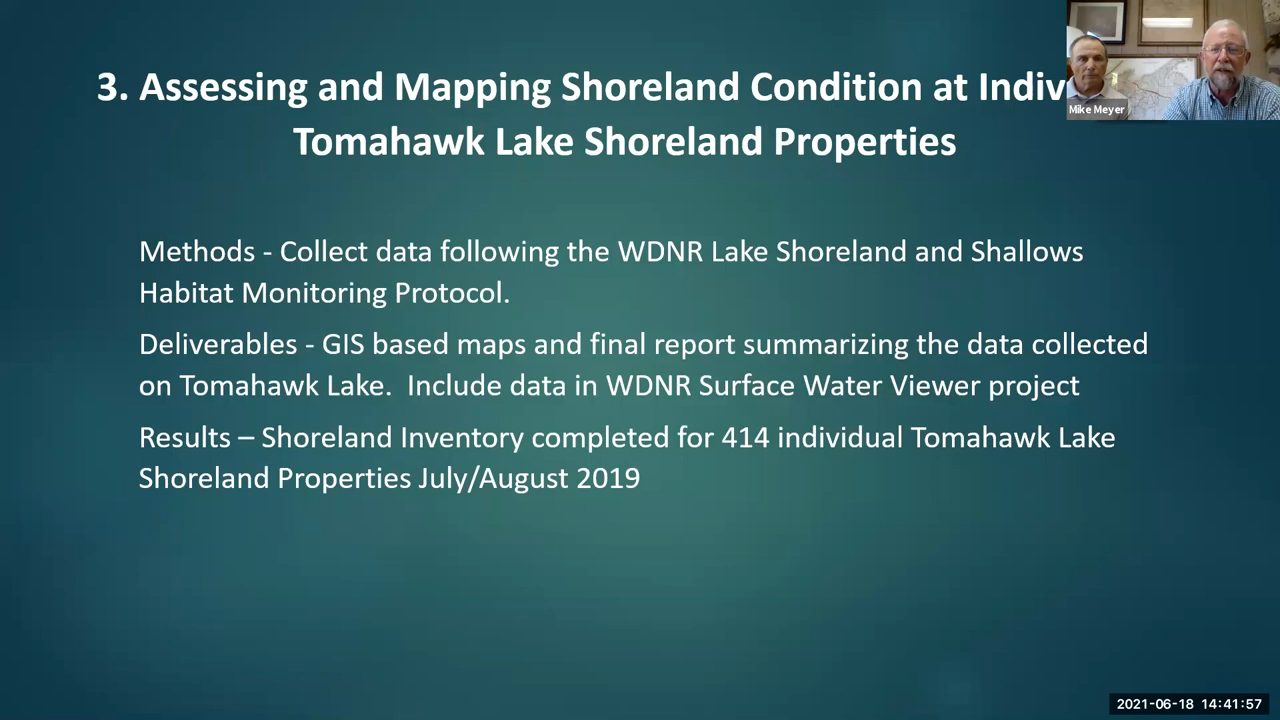 3. Assessing and Mapping Shoreland Condition at Indiv
Tomahawk Lake Shoreland Properties
Mike Meyer
Methods - Collect data following the WDNR Lake Shoreland and Shallows
Habitat Monitoring Protocol.
Deliverables - GIS based maps and final report summarizing the data collected
on Tomahawk Lake.  Include data in WDNR Surface Water Viewer project
Results – Shoreland Inventory completed for 414 individual Tomahawk Lake
Shoreland Properties July/August 2019
2021-06-18 14:41:57